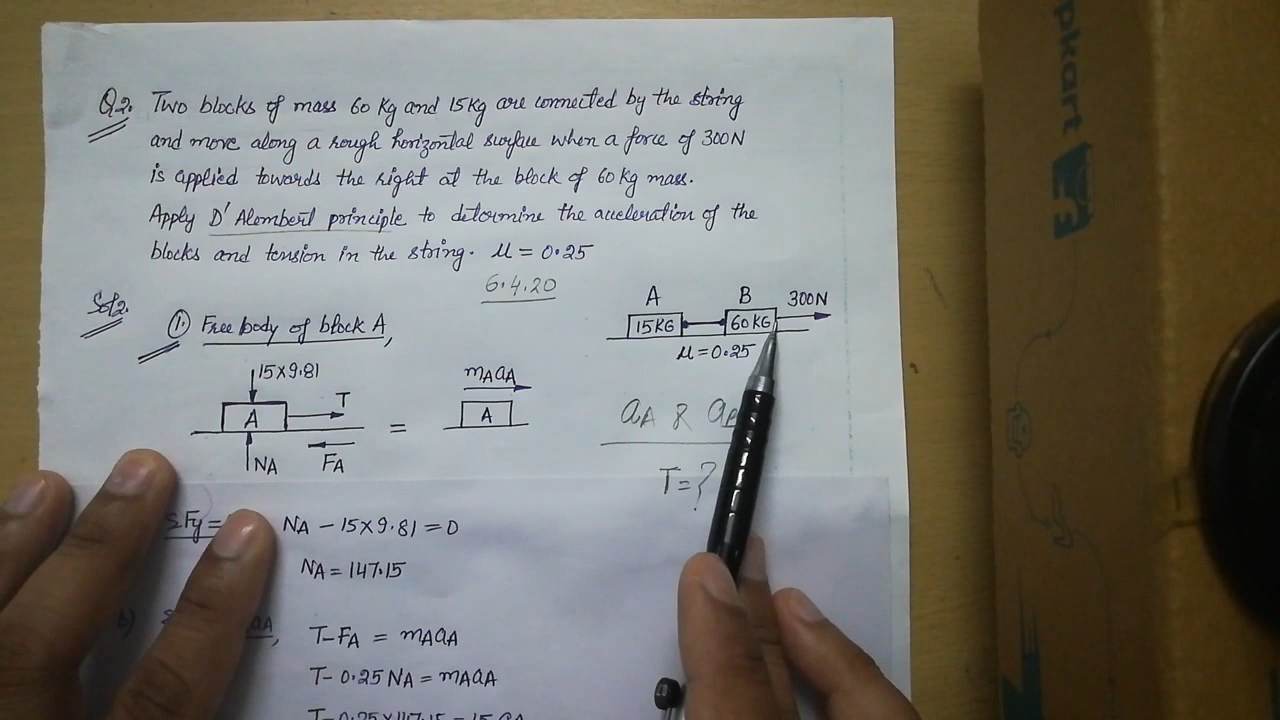 Q2. Two blocks of mass 60 Kg and 15Kg are connected by the string
and move along a rough horizontal surface when a force of 300N
is applied towards the right at the block of 60 Kg mass.
Apply D'Alembert principle to determine the acceleration of the
blocks and tension in the string. μ = 0.25
6.4.20
Sol2.
1. Free body of block A,
A B 300N
15KG 60KG
μ=0.25
15×9.81
A T
NA FA
=
mAaA
A
aA &
T=?
NA - 15×9.81 = 0
NA = 147.15
T-FA = mAaA
T- 0.25 NA = mAaA
pkart